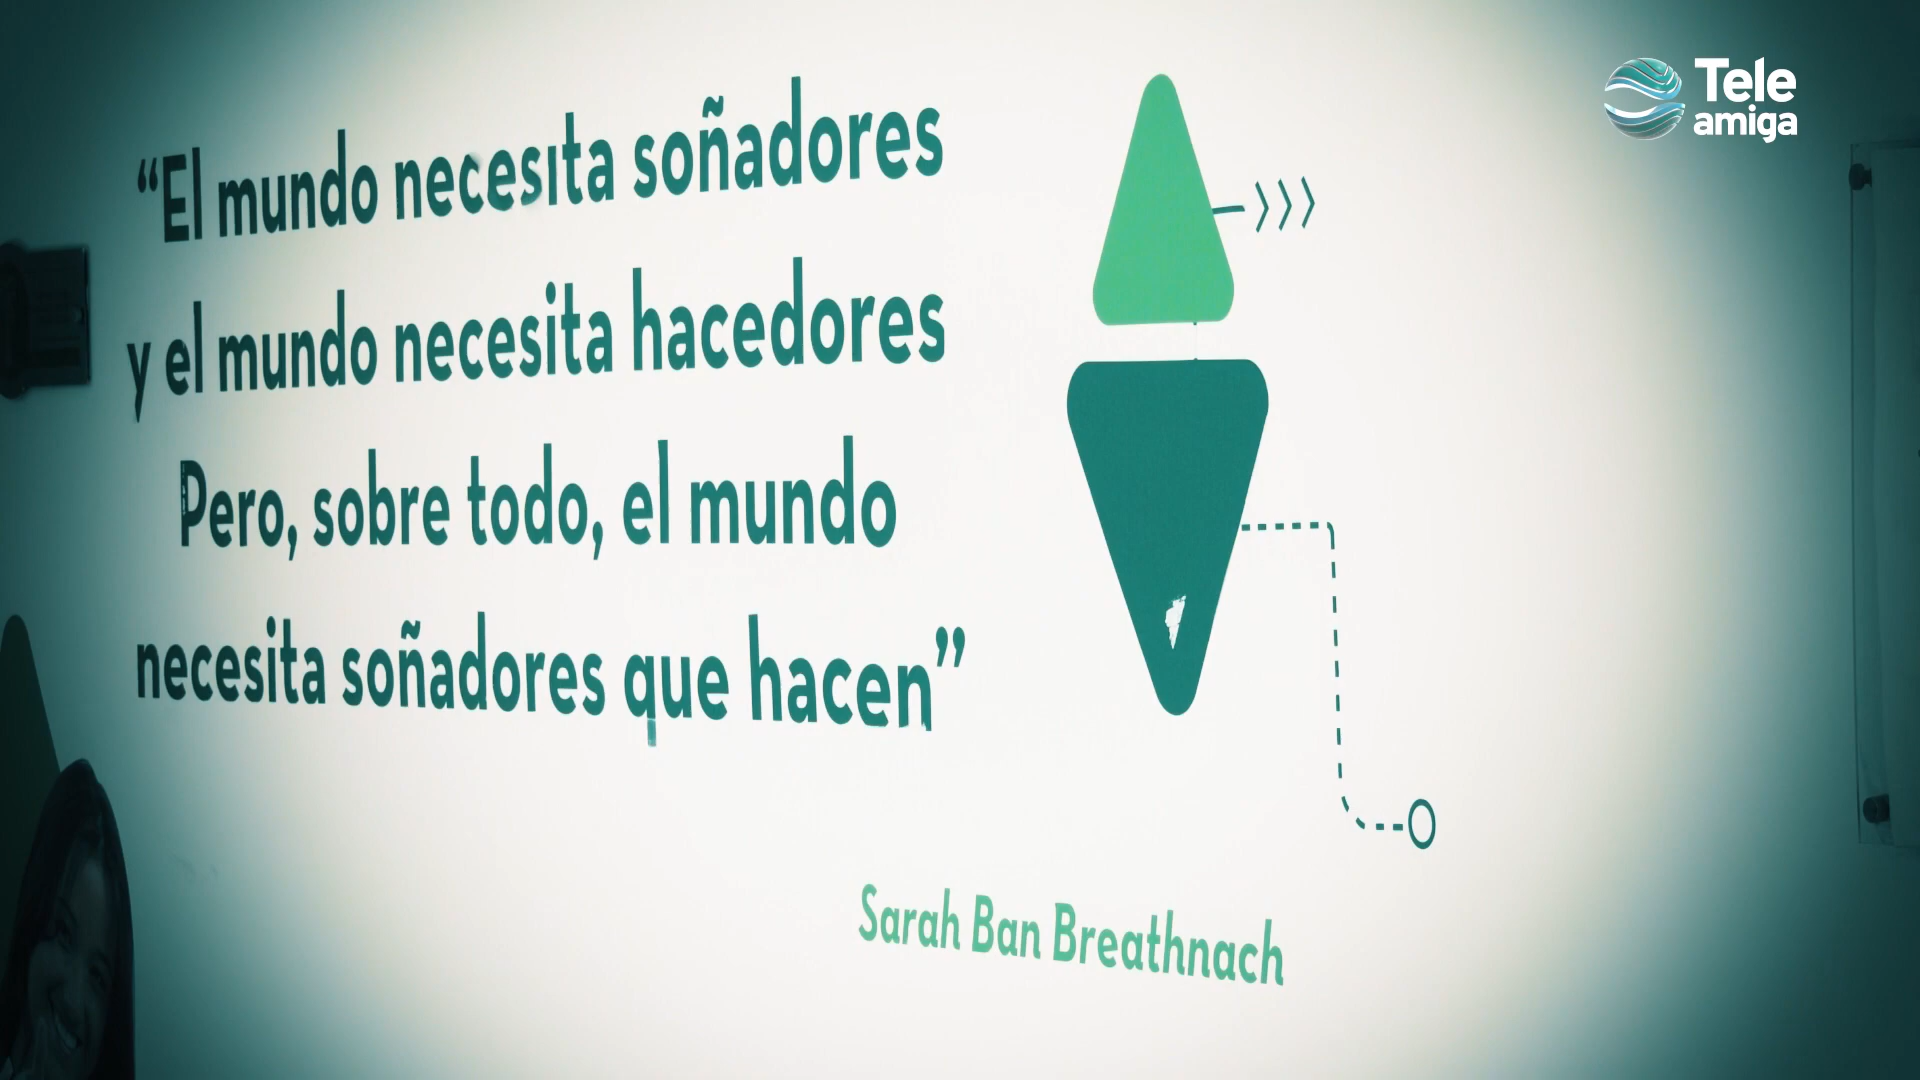 Tele
amiga
“El mundo necesita soñadores
y el mundo necesita hacedores
Pero, sobre todo, el mundo
necesita soñadores que hacen”
Sarah Ban Breathnach